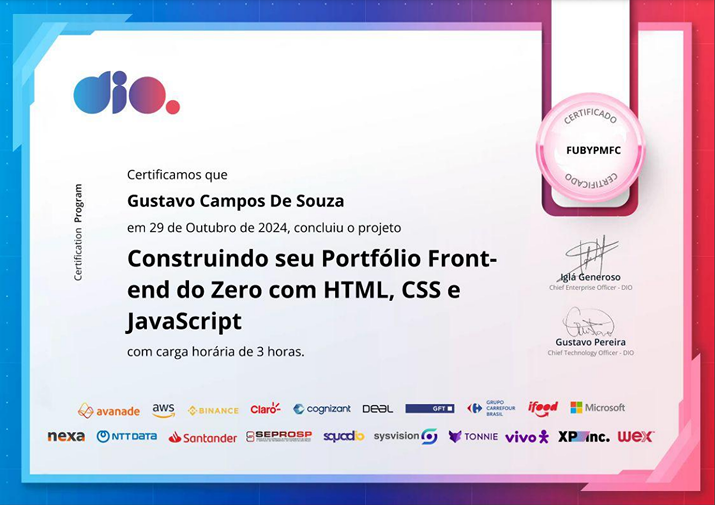 dio.
CERTIFICADO
FUBYPMFC
CERTIFICADO
Certification Program
Certificamos que
Gustavo Campos De Souza
em 29 de Outubro de 2024, concluiu o projeto
Construindo seu Portfólio Front-
end do Zero com HTML, CSS e
JavaScript
com carga horária de 3 horas.
Iglá Generoso
Chief Enterprise Officer - DIO
Gustavo Pereira
Chief Technology Officer - DIO
avanade aws BINANCE Claro cognizant DEAL GFT GRUPO CARREFOUR BRASIL ifood Microsoft
nexa NTT DATA Santander SEPROSP squadio sysvision TONNIE vivo XP inc. wex